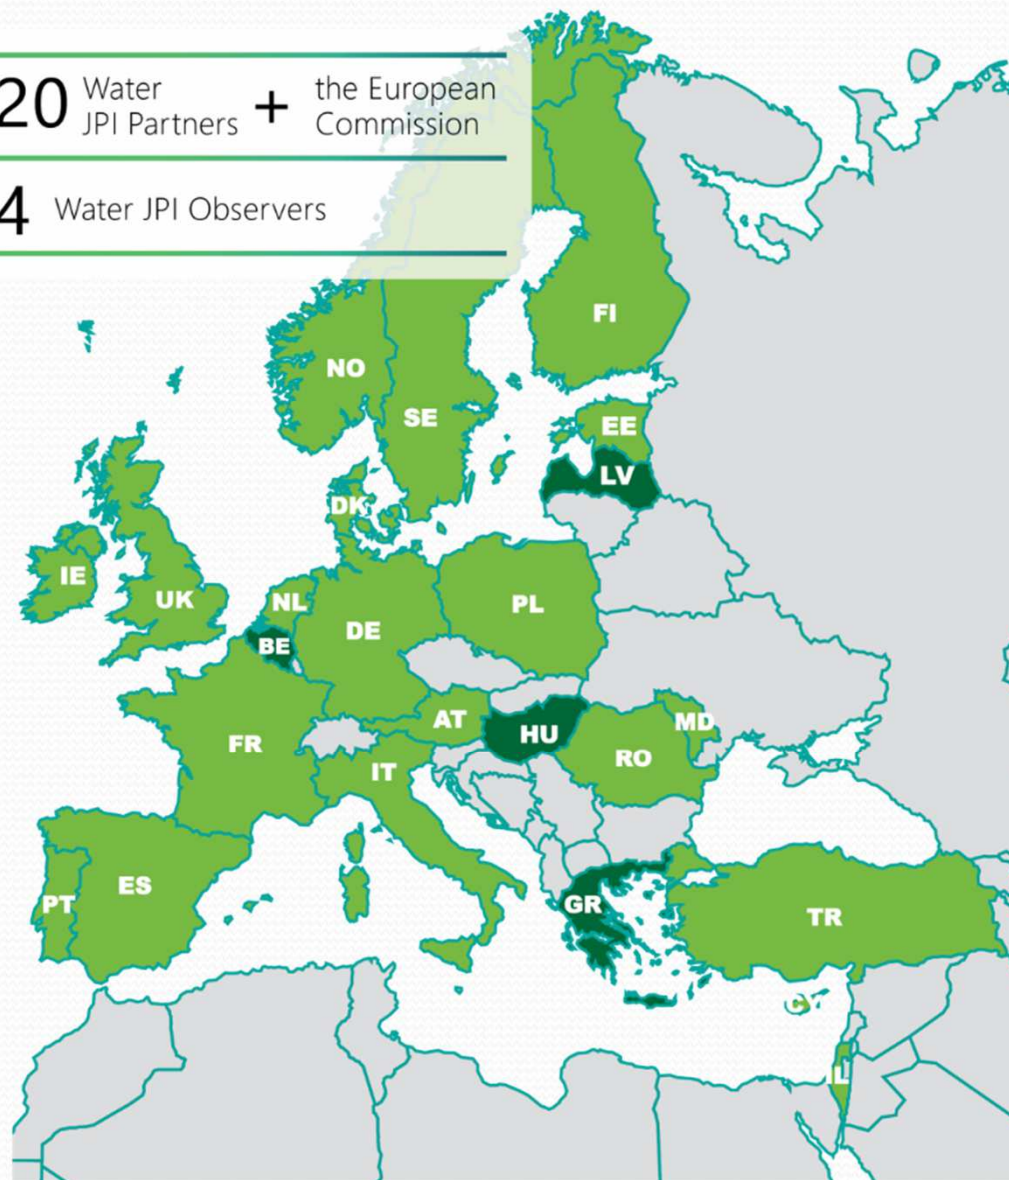 20 Water JPI Partners + the European Commission
4 Water JPI Observers
FI
NO
SE
EE
LV
DK
IE
UK
NL
PL
DE
BE
AT
MD
HU
FR
RO
IT
ES
PT
GR
TR
CY
IL